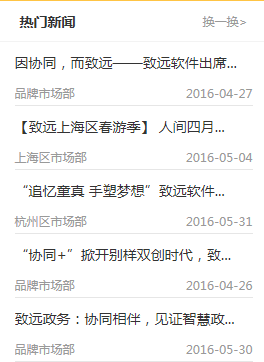 热门新闻 换一换>
因协同，而致远——致远软件出席...
品牌市场部 2016-04-27
【致远上海区春游季】 人间四月...
上海区市场部 2016-05-04
“追忆童真 手塑梦想”致远软件...
杭州区市场部 2016-05-31
“协同+”掀开别样双创时代，致...
品牌市场部 2016-04-26
致远政务：协同相伴，见证智慧政...
品牌市场部 2016-05-30